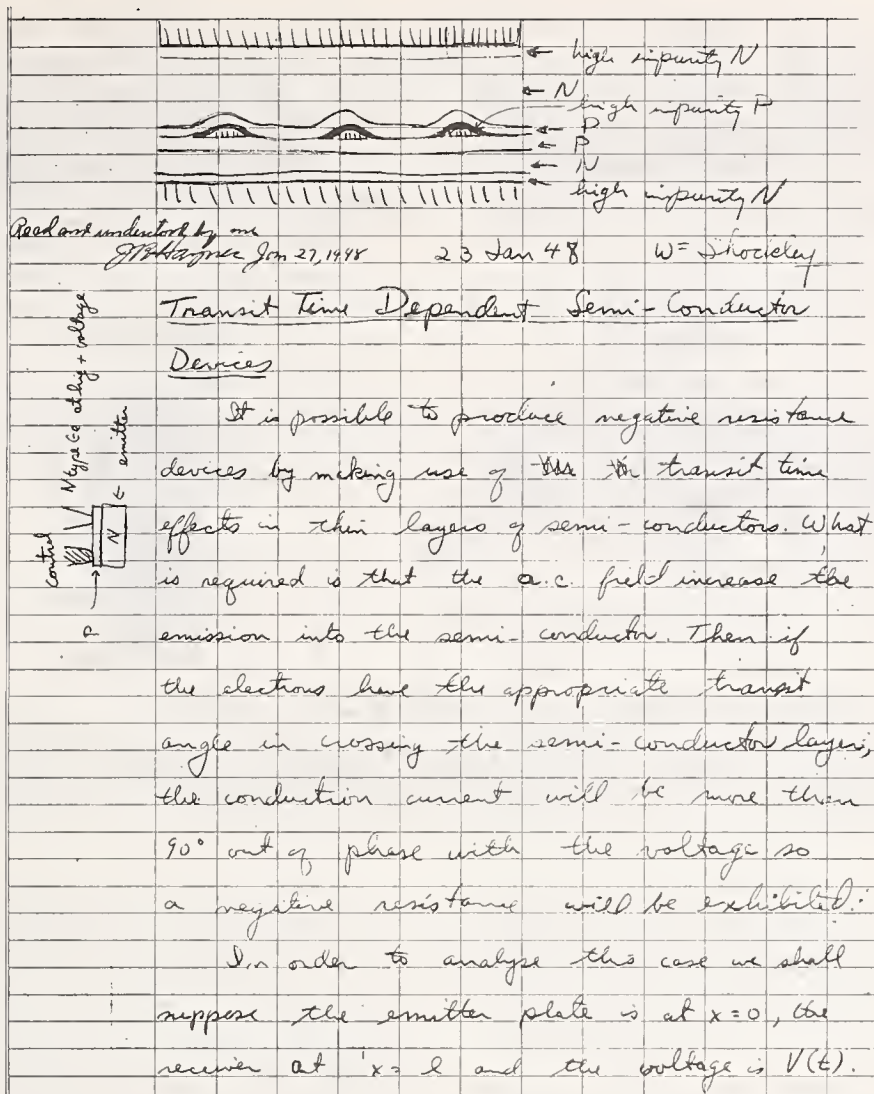 high impurity N
N
high impurity P
P
P
N
high impurity N
Read and understood by me
Jan 27, 1948
23 Jan 48
W= Shockley
Transit Time Dependent Semi-Conductor
Devices
N type Ge at hig + voltage
emitter
Control
N
P
It is possible to produce negative resistance
devices by making use of transit time
effects in thin layers of semi-conductors. What
is required is that the a.c. field increase the
emission into the semi-conductor. Then if
the electrons have the appropriate transit
angle in crossing the semi-conductor layer,
the conduction current will be more than
90° out of phase with the voltage so
a negative resistance will be exhibited.
In order to analyse this case we shall
suppose the emitter plate is at x=0, the
receiver at x=l and the voltage is V(t).